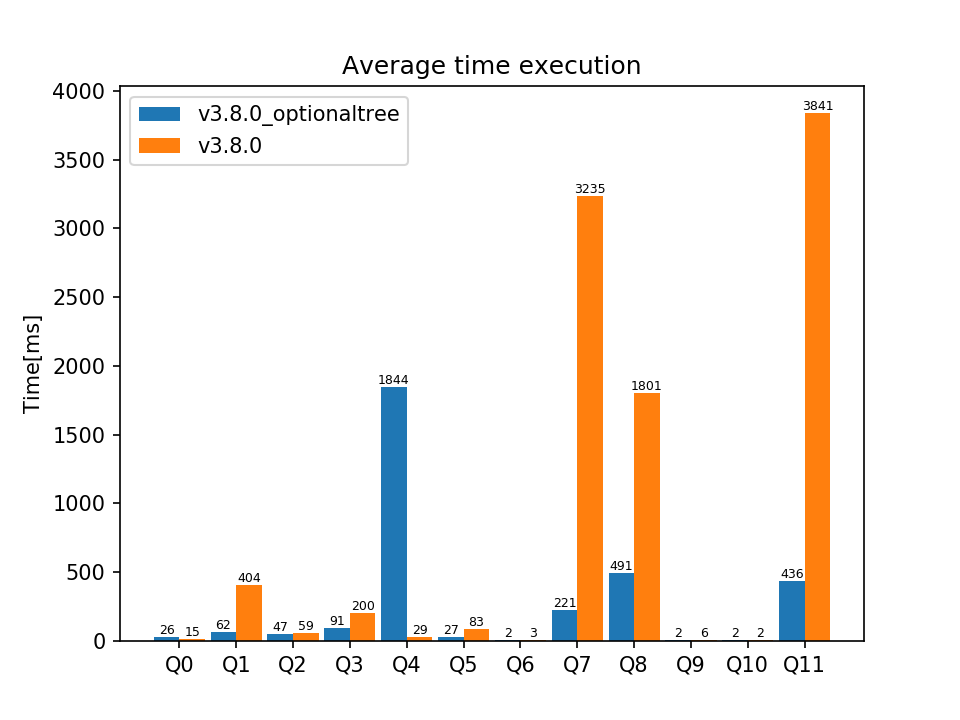 Average time execution
v3.8.0_optionaltree
v3.8.0
Time[ms]
4000
3500
3000
2500
2000
1500
1000
500
0
26 15 62 404 47 59 91 200 1844 29 27 83 2 3 221 3235 491 1801 2 6 2 2 436 3841
Q0 Q1 Q2 Q3 Q4 Q5 Q6 Q7 Q8 Q9 Q10 Q11